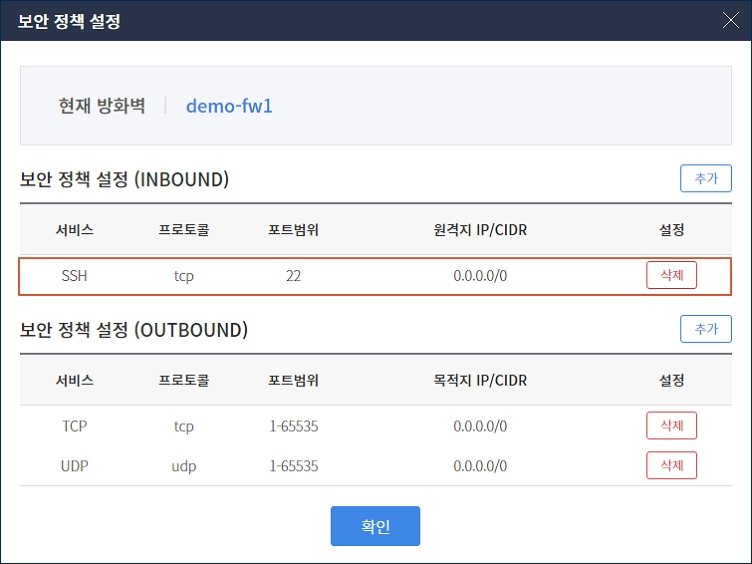 보안 정책 설정
현재 방화벽 demo-fw1
보안 정책 설정 (INBOUND) 추가
서비스 프로토콜 포트범위 원격지 IP/CIDR 설정
SSH tcp 22 0.0.0.0/0 삭제
보안 정책 설정 (OUTBOUND) 추가
서비스 프로토콜 포트범위 목적지 IP/CIDR 설정
TCP tcp 1-65535 0.0.0.0/0 삭제
UDP udp 1-65535 0.0.0.0/0 삭제
확인